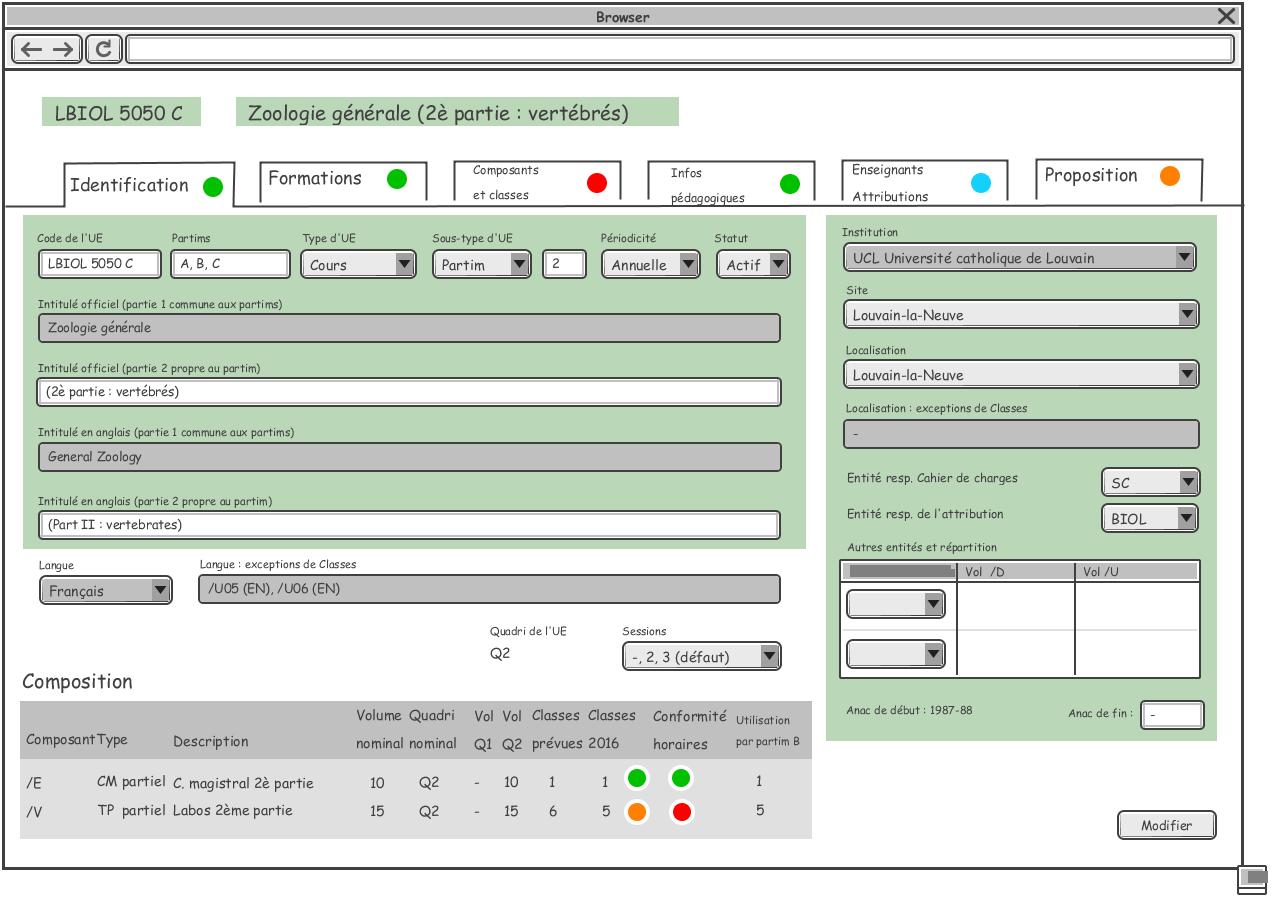 Browser
LBIOL 5050 C
Zoologie générale (2è partie : vertébrés)
Identification
Formations
Composants
et classes
Infos
pédagogiques
Enseignants
Attributions
Proposition
Code de l'UE
Partims
Type d'UE
Sous-type d'UE
Périodicité
Statut
LBIOL 5050 C
A, B, C
Cours
Partim
2
Annuelle
Actif
Intitulé officiel (partie 1 commune aux partims)
Zoologie générale
Intitulé officiel (partie 2 propre au partim)
(2è partie : vertébrés)
Intitulé en anglais (partie 1 commune aux partims)
General Zoology
Intitulé en anglais (partie 2 propre au partim)
(Part II : vertebrates)
Langue
Langue : exceptions de Classes
Français
/U05 (EN), /U06 (EN)
Quadri de l'UE
Sessions
Q2
-, 2, 3 (défaut)
Institution
UCL Université catholique de Louvain
Site
Louvain-la-Neuve
Localisation
Louvain-la-Neuve
Localisation : exceptions de Classes
-
Entité resp. Cahier de charges
SC
Entité resp. de l'attribution
BIOL
Autres entités et répartition
Vol /D
Vol /U
Anac de début : 1987-88
Anac de fin :
-
Composition
Composant Type Description Volume nominal Quadri nominal Vol Q1 Vol Q2 Classes prévues Classes 2016 Conformité horaires Utilisation par partim B
/E CM partiel C. magistral 2è partie 10 Q2 - 10 1 1 1
/V TP partiel Labos 2ème partie 15 Q2 - 15 6 5 5
Modifier